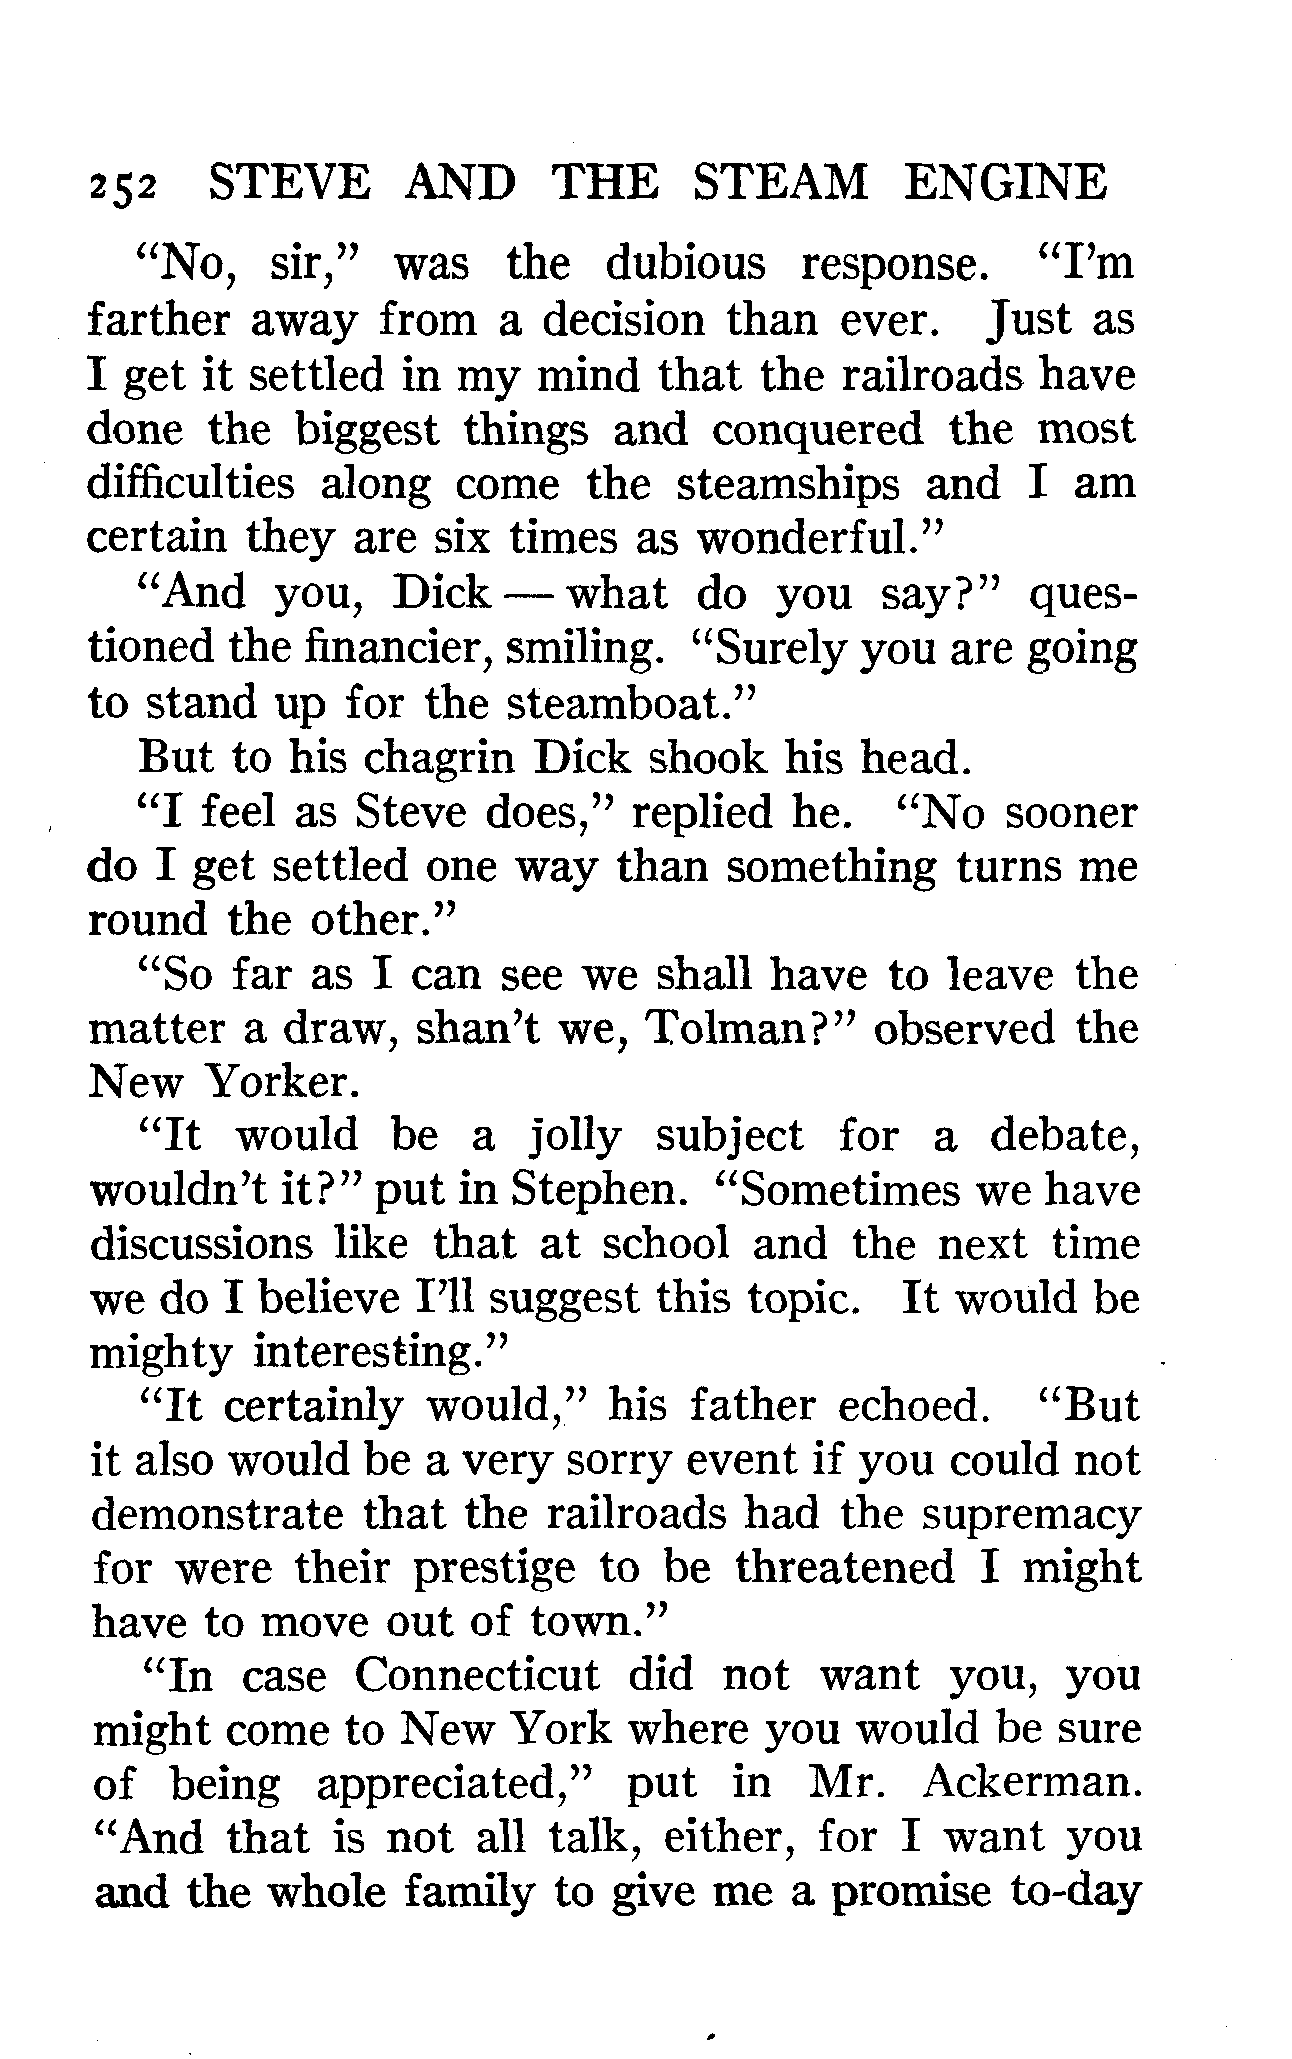 252 STEVE AND THE STEAM ENGINE
“No, sir,” was the dubious response. “I’m
farther away from a decision than ever. Just as
I get it settled in my mind that the railroads have
done the biggest things and conquered the most
difficulties along come the steamships and I am
certain they are six times as wonderful.”
“And you, Dick — what do you say?” ques-
tioned the financier, smiling. “Surely you are going
to stand up for the steamboat.”
But to his chagrin Dick shook his head.
“I feel as Steve does,” replied he. “No sooner
do I get settled one way than something turns me
round the other.”
“So far as I can see we shall have to leave the
matter a draw, shan’t we, Tolman?” observed the
New Yorker.
“It would be a jolly subject for a debate,
wouldn’t it?” put in Stephen. “Sometimes we have
discussions like that at school and the next time
we do I believe I’ll suggest this topic. It would be
mighty interesting.”
“It certainly would,” his father echoed. “But
it also would be a very sorry event if you could not
demonstrate that the railroads had the supremacy
for were their prestige to be threatened I might
have to move out of town.”
“In case Connecticut did not want you, you
might come to New York where you would be sure
of being appreciated,” put in Mr. Ackerman.
“And that is not all talk, either, for I want you
and the whole family to give me a promise to-day